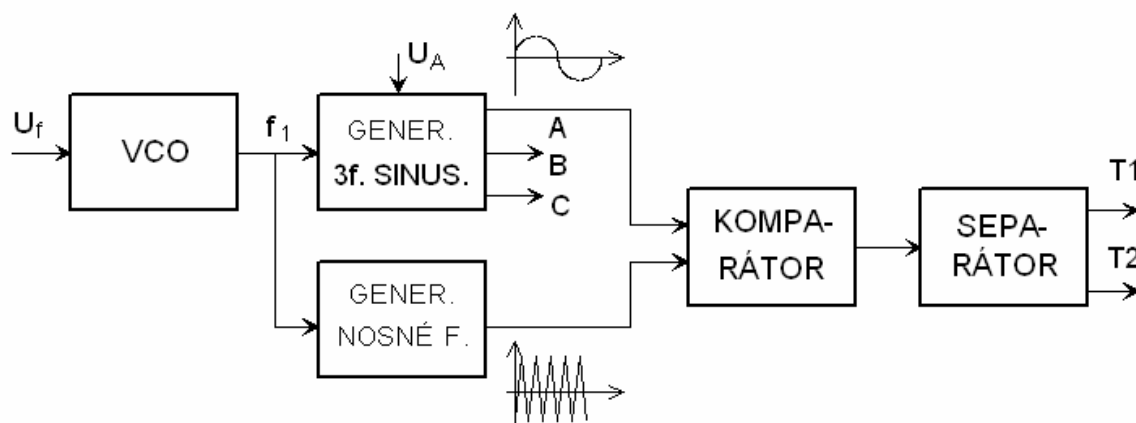 U_f
VCO
f_1
U_A
GENER.
3f. SINUS.
A
B
C
GENER.
NOSNÉ F.
KOMPA-
RÁTOR
SEPA-
RÁTOR
T1
T2